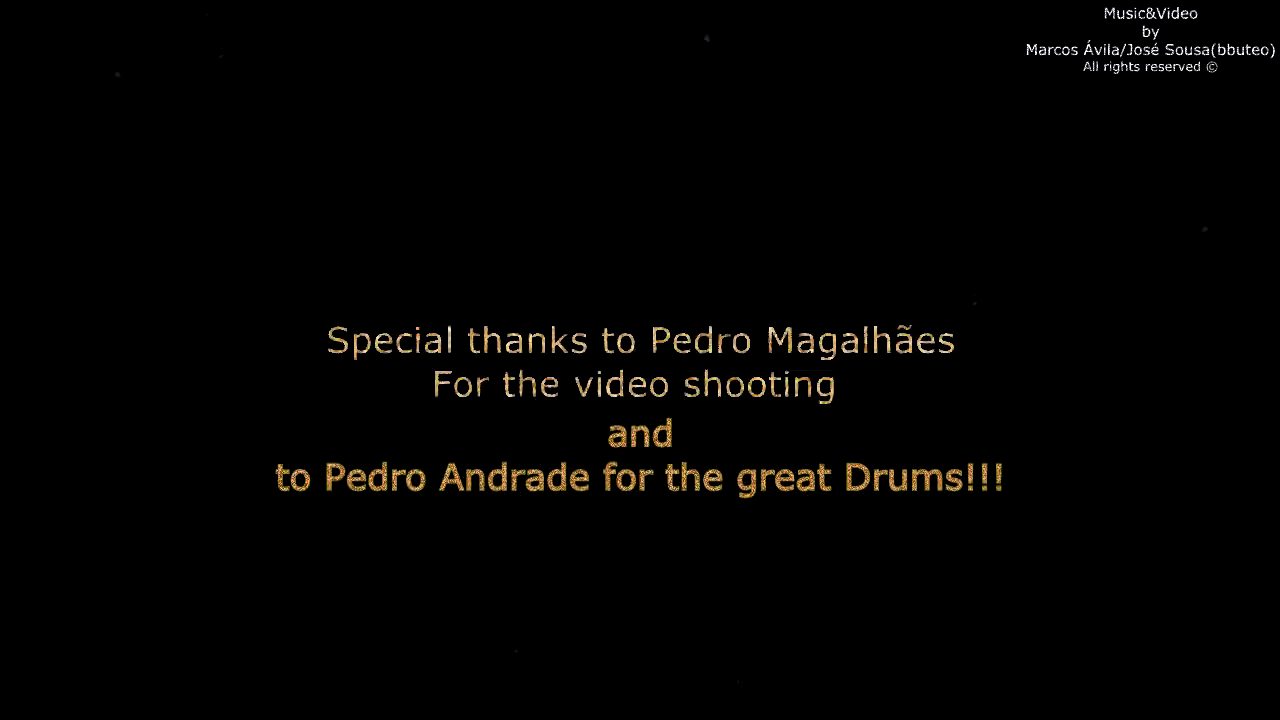 Music&Video
by
Marcos Ávila/José Sousa(bbuteo)
All rights reserved ©
Special thanks to Pedro Magalhães
For the video shooting
and
to Pedro Andrade for the great Drums!!!